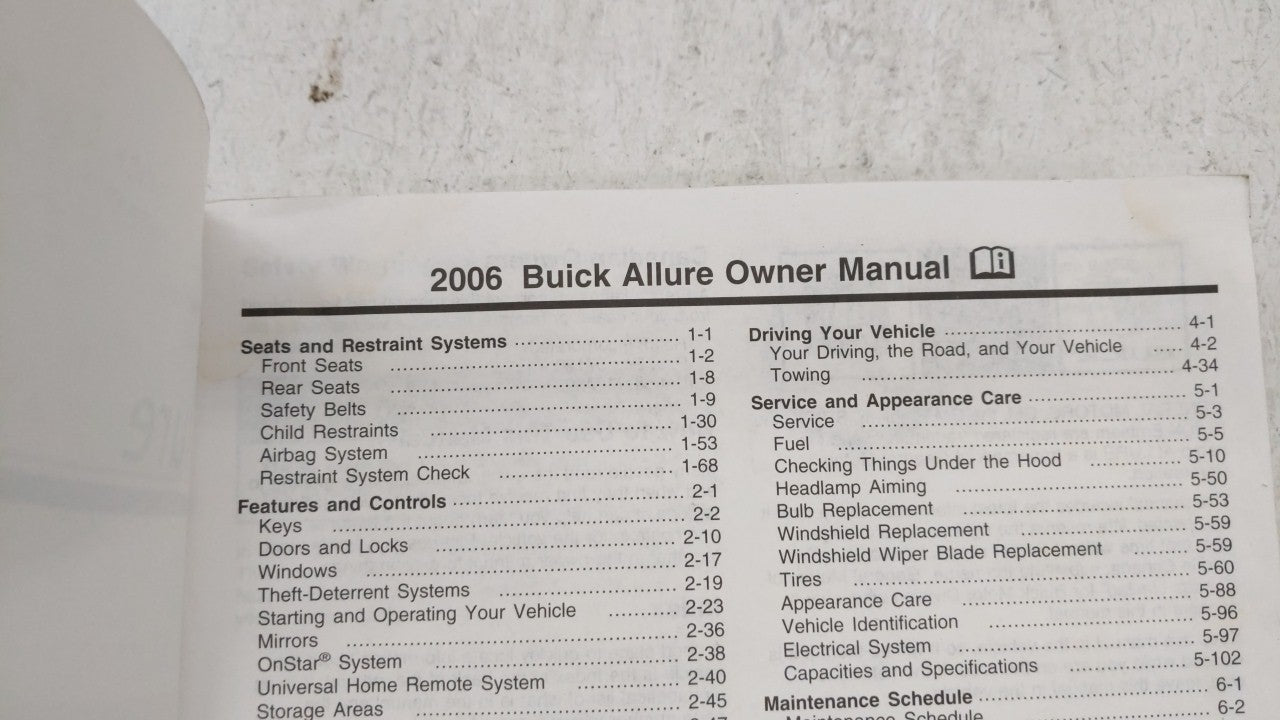 2006 Buick Allure Owner Manual
Seats and Restraint Systems ........................... 1-1
Front Seats ............................................... 1-2
Rear Seats ............................................... 1-8
Safety Belts .............................................. 1-9
Child Restraints ....................................... 1-30
Airbag System ......................................... 1-53
Restraint System Check ............................ 1-68
Features and Controls ..................................... 2-1
Keys ........................................................ 2-2
Doors and Locks ...................................... 2-10
Windows ................................................. 2-17
Theft-Deterrent Systems ............................ 2-19
Starting and Operating Your Vehicle ........... 2-23
Mirrors .................................................... 2-36
OnStar® System ...................................... 2-38
Universal Home Remote System ................ 2-40
Storage Areas ......................................... 2-45
Driving Your Vehicle ....................................... 4-1
Your Driving, the Road, and Your Vehicle ..... 4-2
Towing ................................................... 4-34
Service and Appearance Care .......................... 5-1
Service ..................................................... 5-3
Fuel ......................................................... 5-5
Checking Things Under the Hood ............... 5-10
Headlamp Aiming ..................................... 5-50
Bulb Replacement .................................... 5-53
Windshield Replacement ........................... 5-59
Windshield Wiper Blade Replacement ......... 5-59
Tires ...................................................... 5-60
Appearance Care ..................................... 5-88
Vehicle Identification ................................ 5-96
Electrical System ..................................... 5-97
Capacities and Specifications ................... 5-102
Maintenance Schedule .................................... 6-1
Maintenance Schedule ............................... 6-2